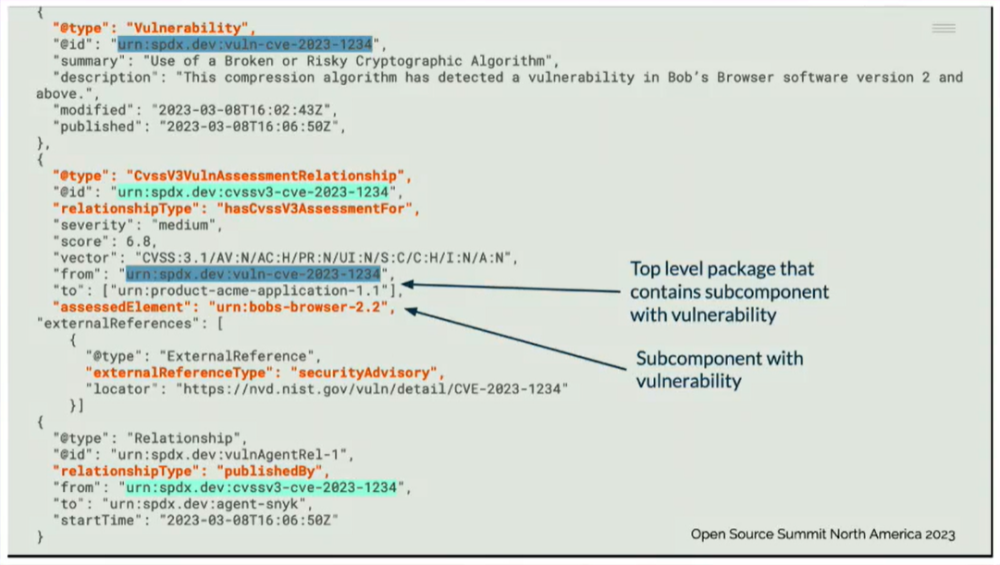 {
"@type": "Vulnerability",
"@id": "urn:spdx.dev:vuln-cve-2023-1234",
"summary": "Use of a Broken or Risky Cryptographic Algorithm",
"description": "This compression algorithm has detected a vulnerability in Bob's Browser software version 2 and
above.",
"modified": "2023-03-08T16:02:43Z",
"published": "2023-03-08T16:06:50Z",
},
{
"@type": "CvssV3VulnAssessmentRelationship",
"@id": "urn:spdx.dev:cvssv3-cve-2023-1234",
"relationshipType": "hasCvssV3AssessmentFor",
"severity": "medium",
"score": 6.8,
"vector": "CVSS:3.1/AV:N/AC:H/PR:N/UI:N/S:C/C:H/I:N/A:N",
"from": "urn:spdx.dev:vuln-cve-2023-1234",
"to": ["urn:product-acme-application-1.1"],
"assessedElement": "urn:bobs-browser-2.2",
"externalReferences": [
{
"@type": "ExternalReference",
"externalReferenceType": "securityAdvisory",
"locator": "https://nvd.nist.gov/vuln/detail/CVE-2023-1234"
}]
{
"@type": "Relationship",
"@id": "urn:spdx.dev:vulnAgentRel-1",
"relationshipType": "publishedBy",
"from": "urn:spdx.dev:cvssv3-cve-2023-1234",
"to": "urn:spdx.dev:agent-snyk",
"startTime": "2023-03-08T16:06:50Z"
}
Top level package that
contains subcomponent
with vulnerability
Subcomponent with
vulnerability
Open Source Summit North America 2023